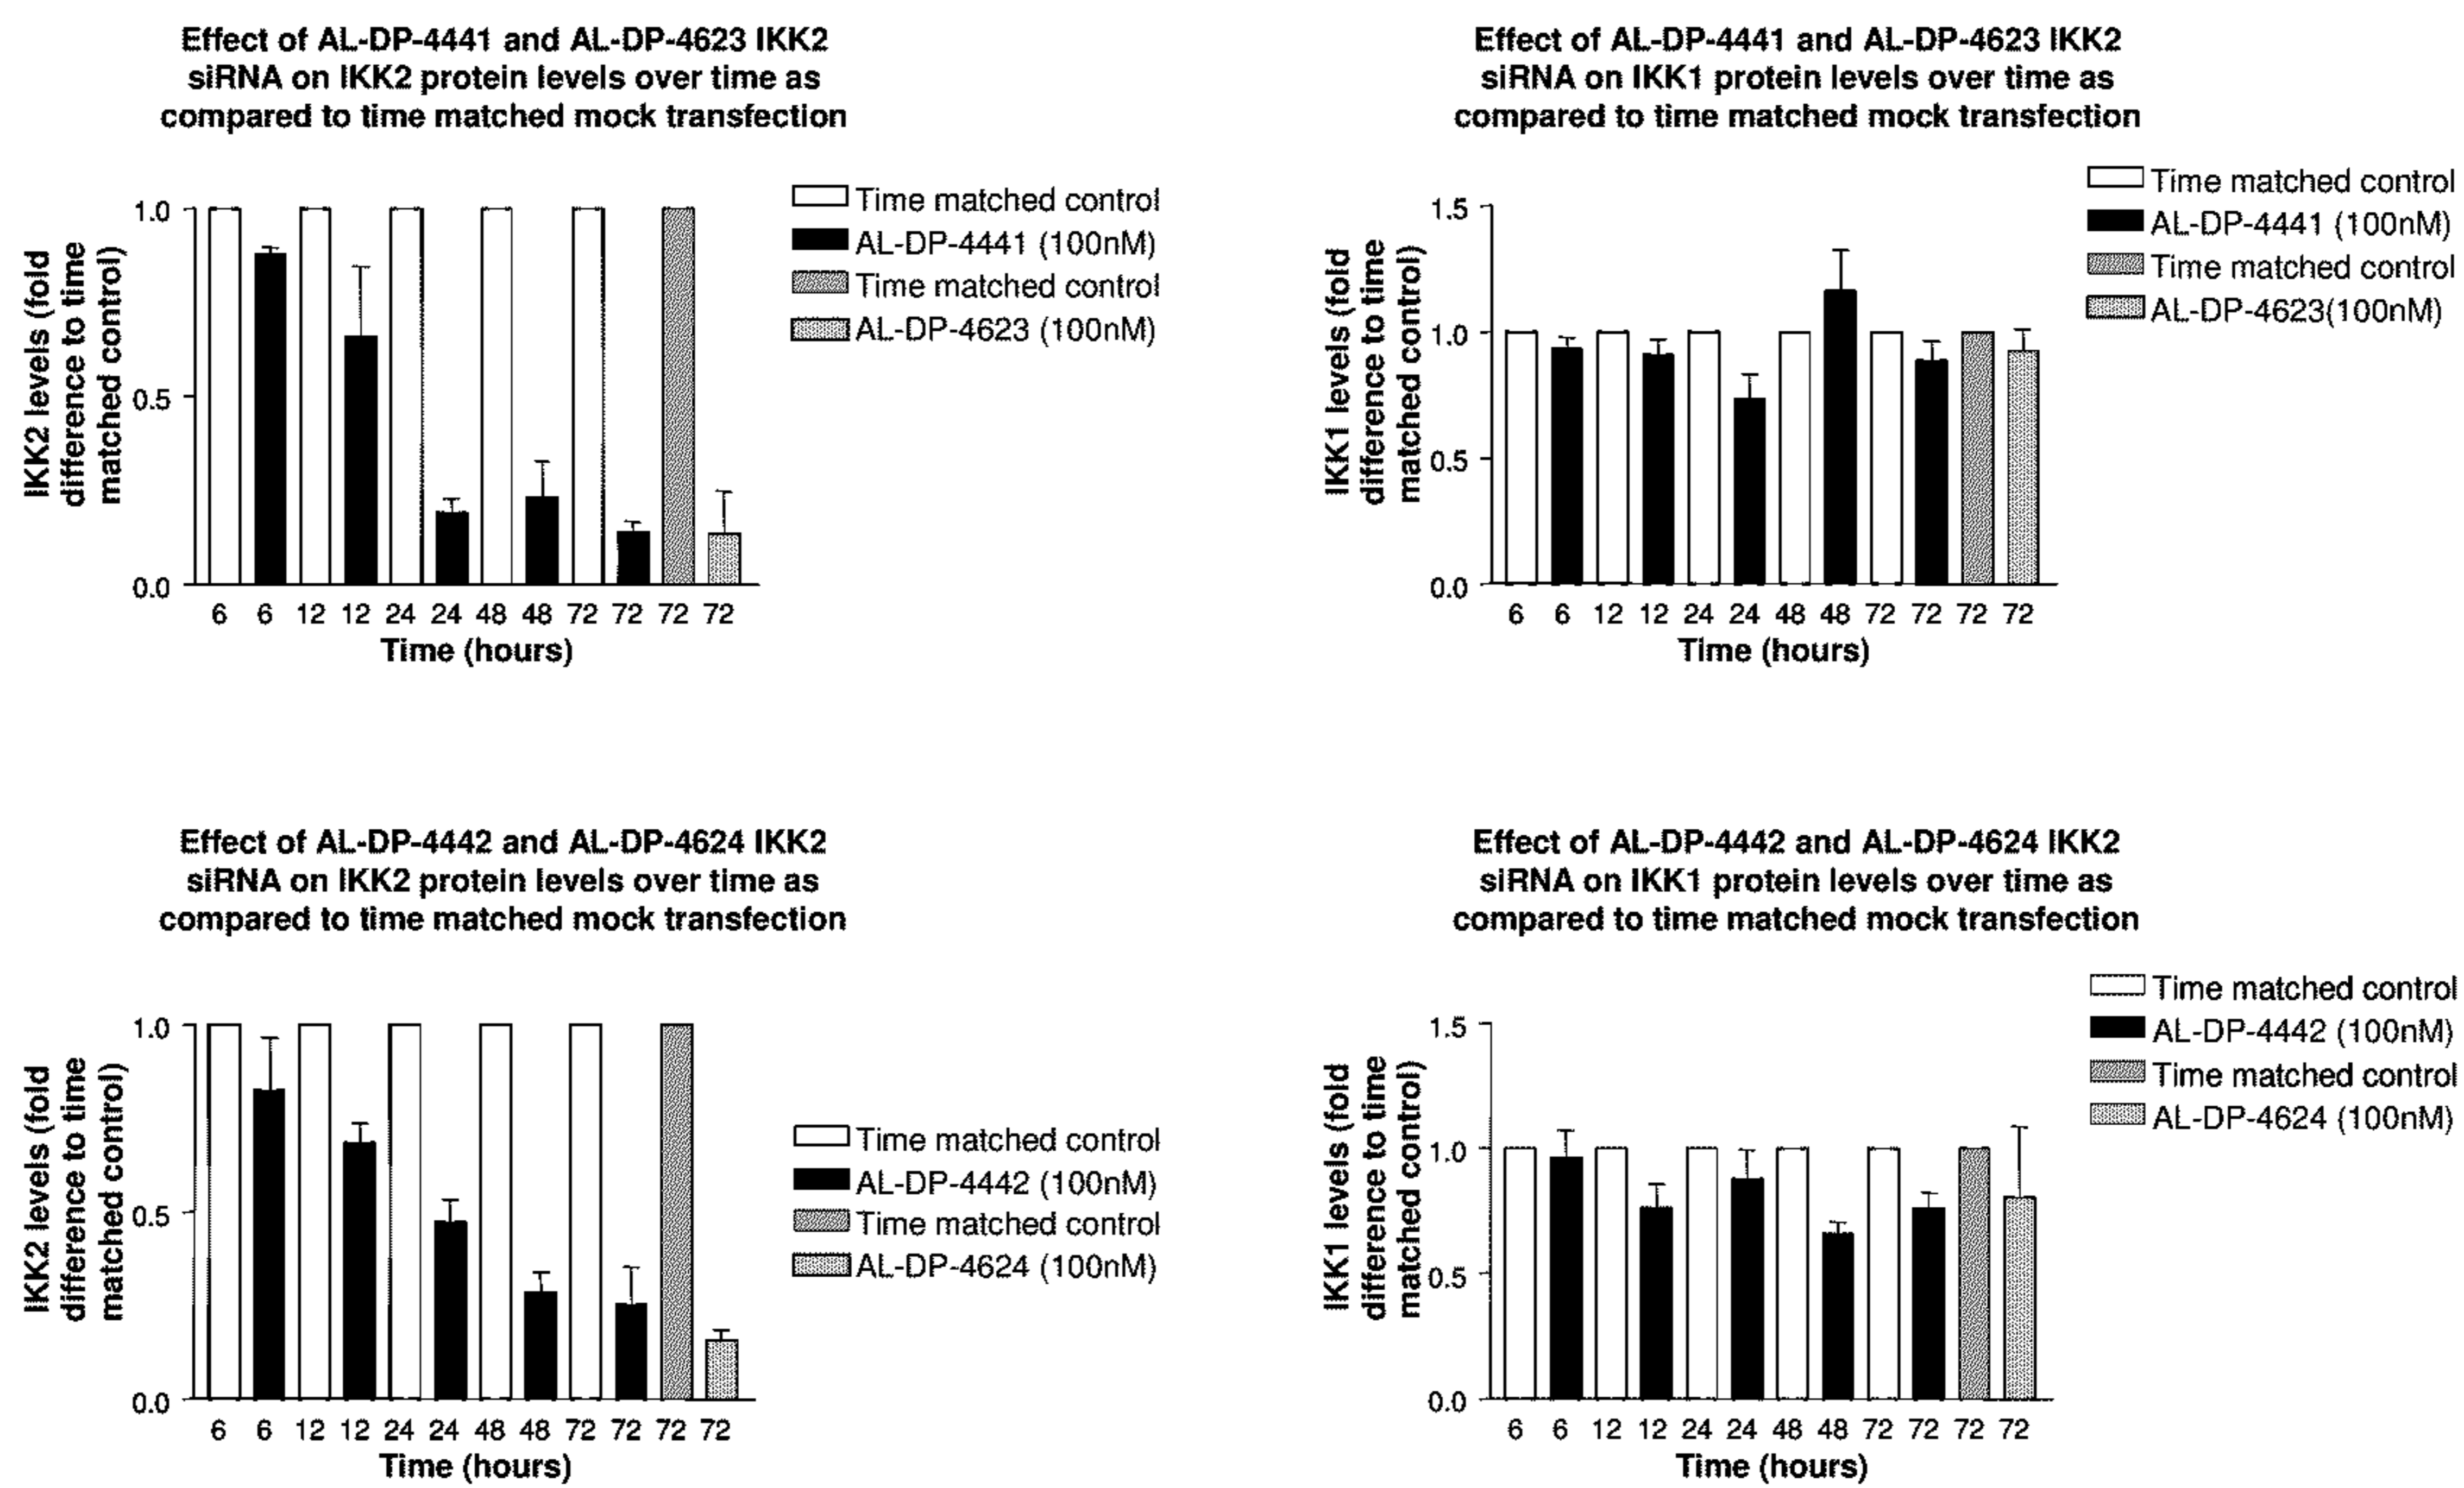 Effect of AL-DP-4441 and AL-DP-4623 IKK2
siRNA on IKK2 protein levels over time as
compared to time matched mock transfection
IKK2 levels (fold
difference to time
matched control)
1.0
0.5
0.0
6 6 12 12 24 24 48 48 72 72 72 72
Time (hours)
Time matched control
AL-DP-4441 (100nM)
Time matched control
AL-DP-4623 (100nM)
Effect of AL-DP-4441 and AL-DP-4623 IKK2
siRNA on IKK1 protein levels over time as
compared to time matched mock transfection
IKK1 levels (fold
difference to time
matched control)
1.5
1.0
0.5
0.0
6 6 12 12 24 24 48 48 72 72 72 72
Time (hours)
Time matched control
AL-DP-4441 (100nM)
Time matched control
AL-DP-4623(100nM)
Effect of AL-DP-4442 and AL-DP-4624 IKK2
siRNA on IKK2 protein levels over time as
compared to time matched mock transfection
IKK2 levels (fold
difference to time
matched control)
1.0
0.5
0.0
6 6 12 12 24 24 48 48 72 72 72 72
Time (hours)
Time matched control
AL-DP-4442 (100nM)
Time matched control
AL-DP-4624 (100nM)
Effect of AL-DP-4442 and AL-DP-4624 IKK2
siRNA on IKK1 protein levels over time as
compared to time matched mock transfection
IKK1 levels (fold
difference to time
matched control)
1.5
1.0
0.5
0.0
6 6 12 12 24 24 48 48 72 72 72 72
Time (hours)
Time matched control
AL-DP-4442 (100nM)
Time matched control
AL-DP-4624 (100nM)